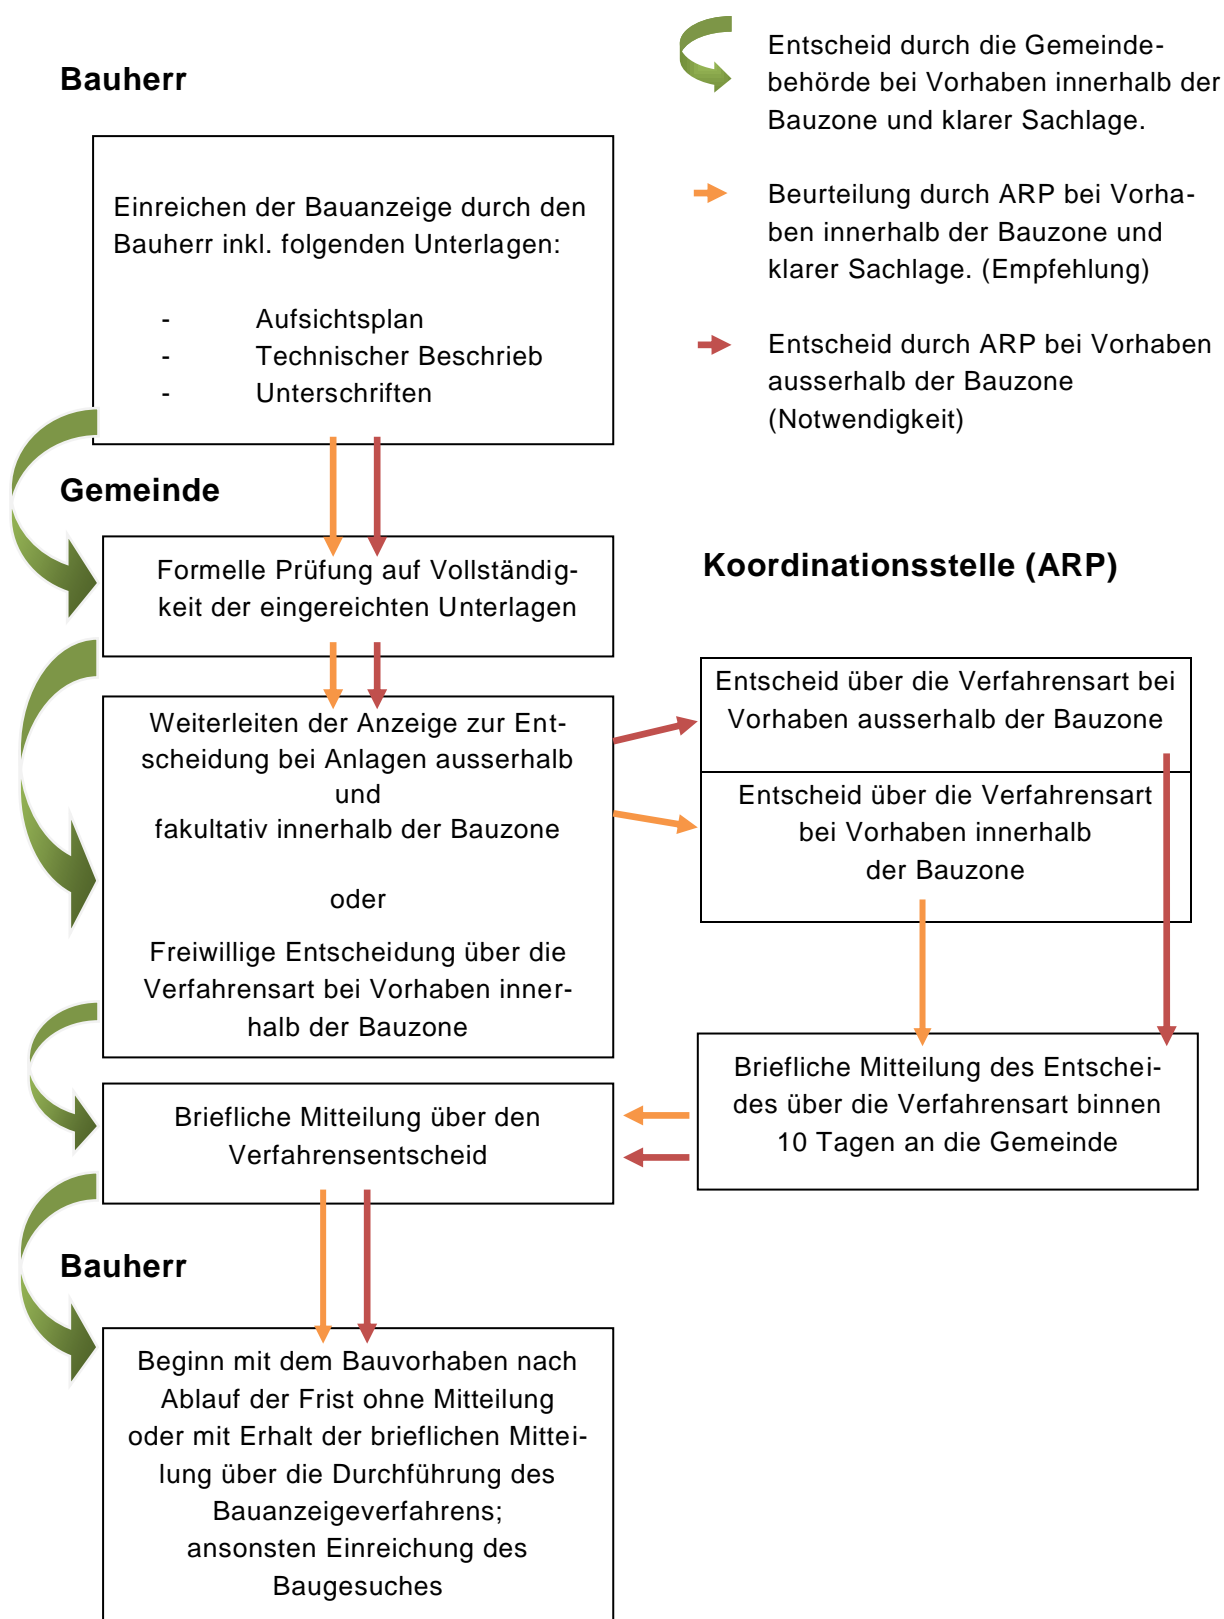 Bauherr
Einreichen der Bauanzeige durch den
Bauherr inkl. folgenden Unterlagen:
- Aufsichtsplan
- Technischer Beschrieb
- Unterschriften
Entscheid durch die Gemeinde-
behörde bei Vorhaben innerhalb der
Bauzone und klarer Sachlage.
Beurteilung durch ARP bei Vorha-
ben innerhalb der Bauzone und
klarer Sachlage. (Empfehlung)
Entscheid durch ARP bei Vorhaben
ausserhalb der Bauzone
(Notwendigkeit)
Gemeinde
Formelle Prüfung auf Vollständig-
keit der eingereichten Unterlagen
Weiterleiten der Anzeige zur Ent-
scheidung bei Anlagen ausserhalb
und
fakultativ innerhalb der Bauzone
oder
Freiwillige Entscheidung über die
Verfahrensart bei Vorhaben inner-
halb der Bauzone
Koordinationsstelle (ARP)
Entscheid über die Verfahrensart bei
Vorhaben ausserhalb der Bauzone
Entscheid über die Verfahrensart
bei Vorhaben innerhalb
der Bauzone
Briefliche Mitteilung des Entschei-
des über die Verfahrensart binnen
10 Tagen an die Gemeinde
Briefliche Mitteilung über den
Verfahrensentscheid
Bauherr
Beginn mit dem Bauvorhaben nach
Ablauf der Frist ohne Mitteilung
oder mit Erhalt der brieflichen Mittei-
lung über die Durchführung des
Bauanzeigeverfahrens;
ansonsten Einreichung des
Baugesuches